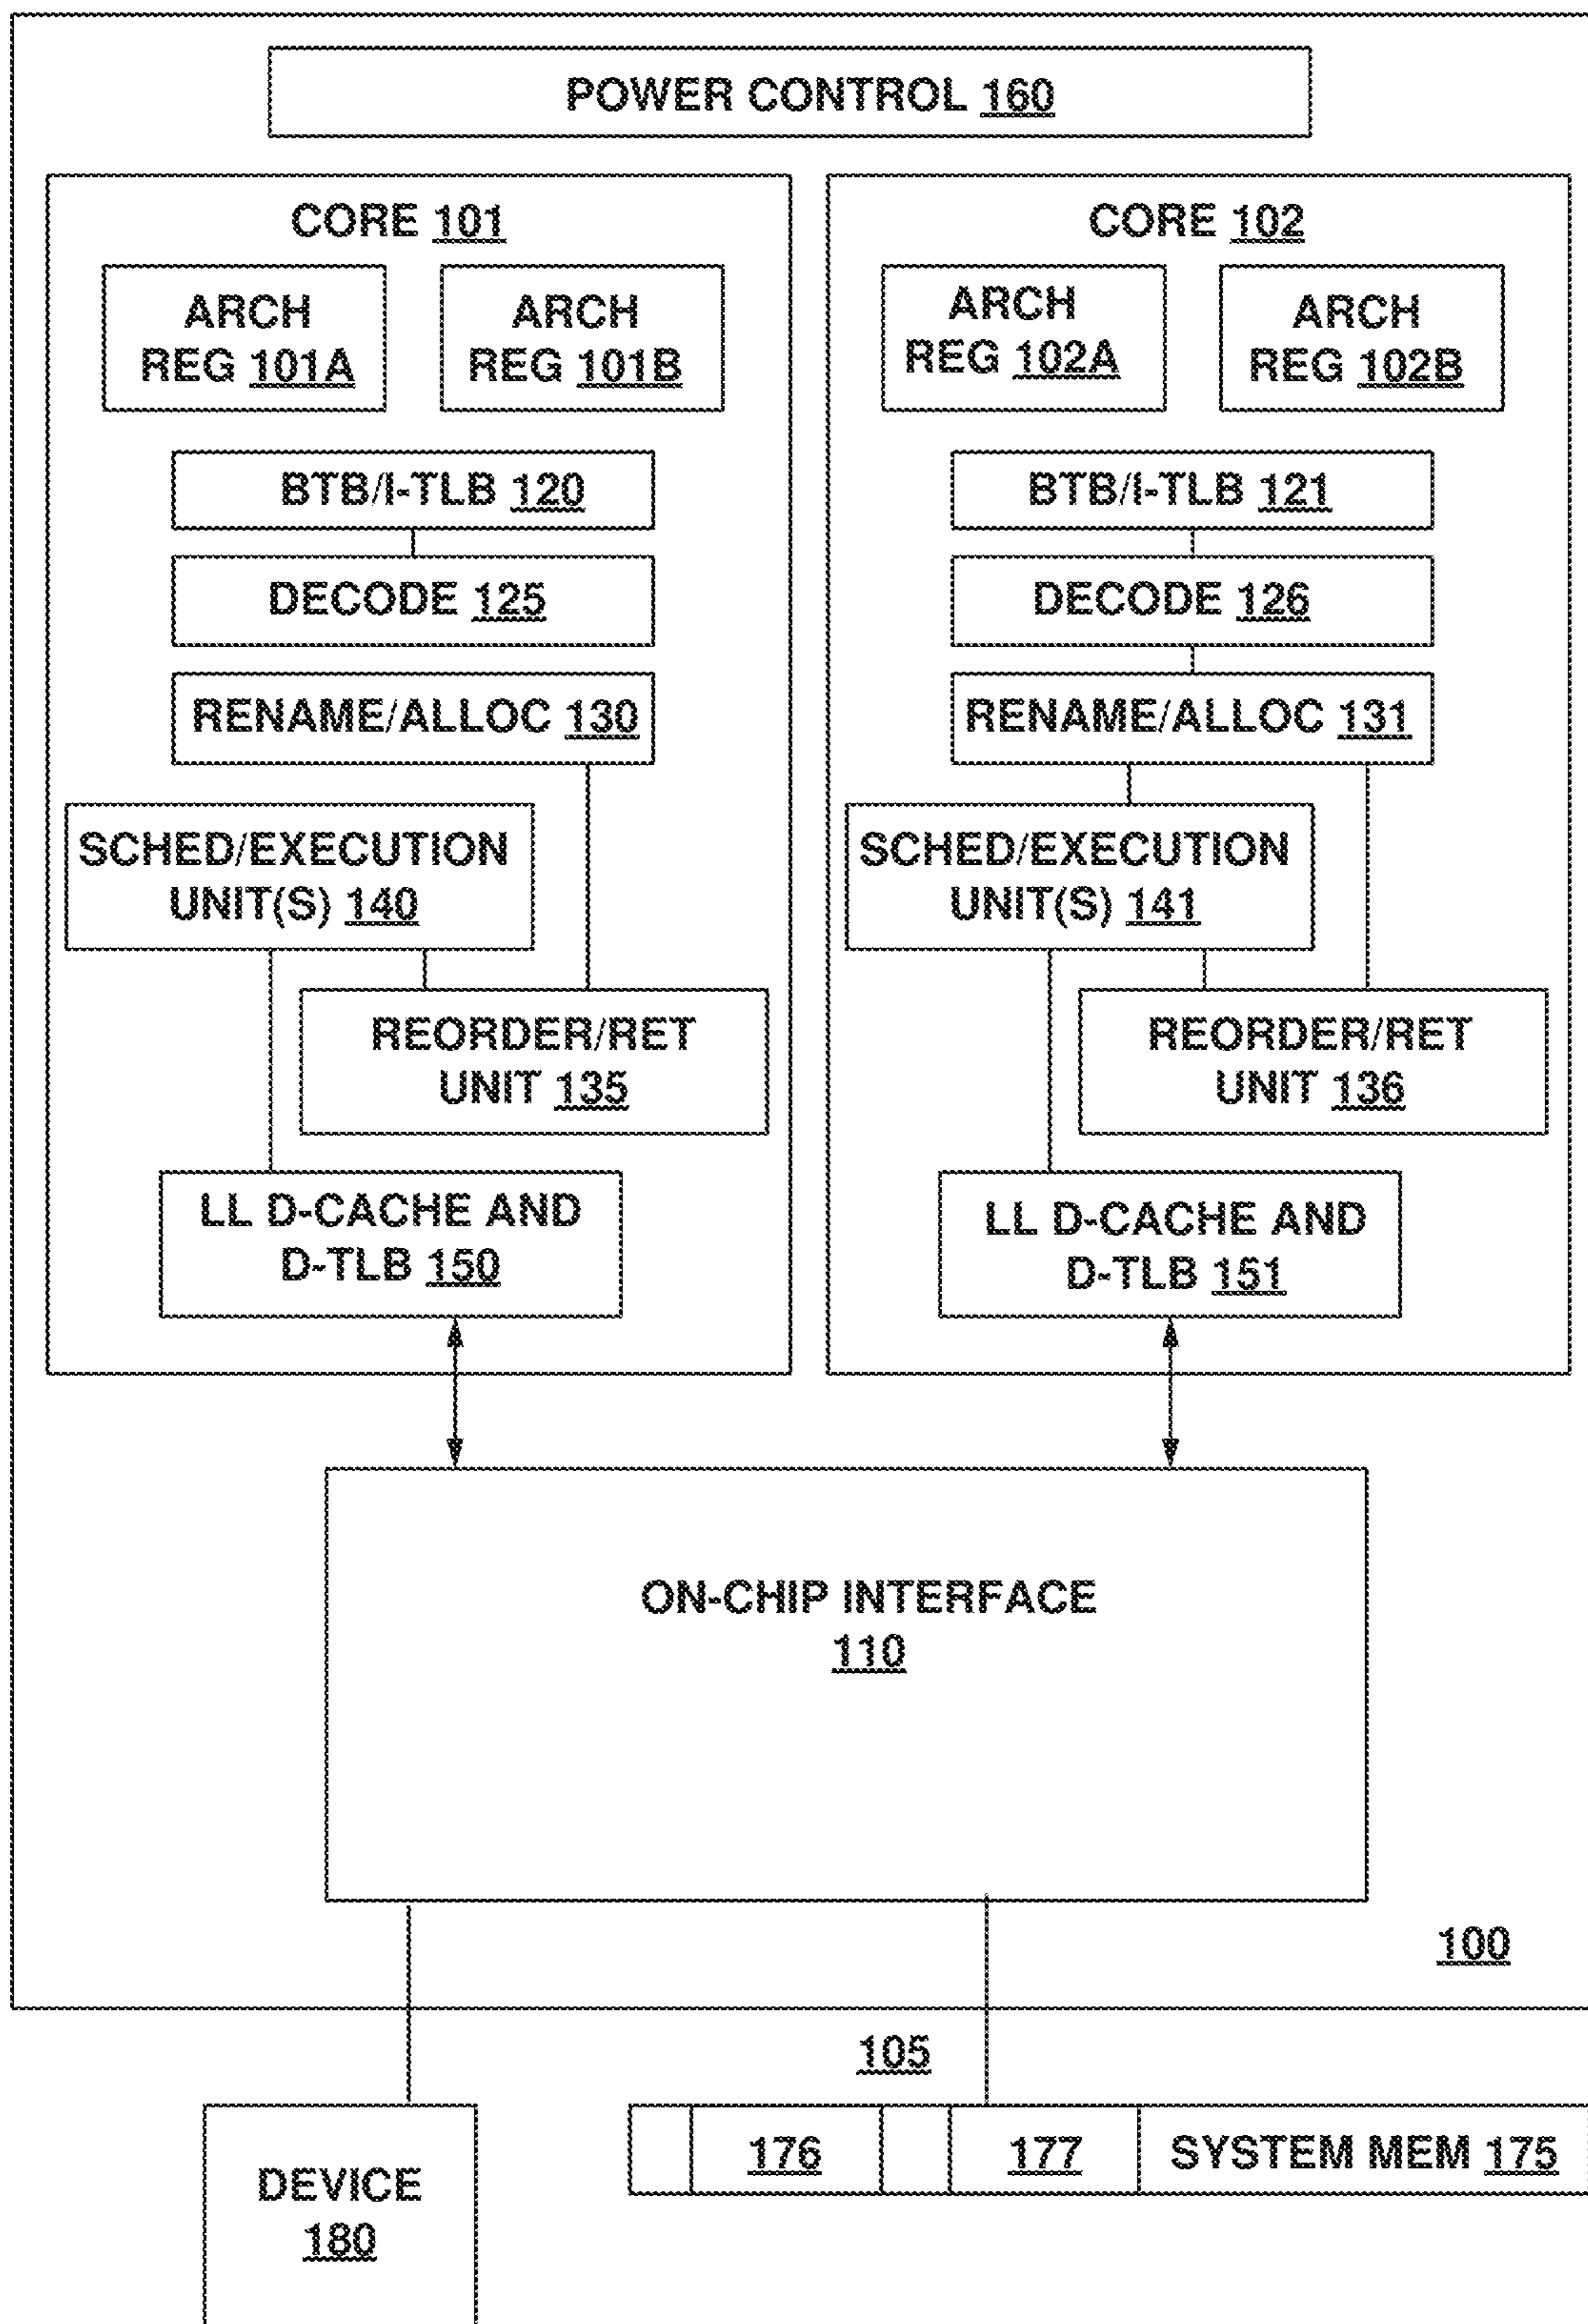 POWER CONTROL 160
CORE 101
ARCH
REG 101A
ARCH
REG 101B
BTB/I-TLB 120
DECODE 125
RENAME/ALLOC 130
SCHED/EXECUTION
UNIT(S) 140
REORDER/RET
UNIT 135
LL D-CACHE AND
D-TLB 150
CORE 102
ARCH
REG 102A
ARCH
REG 102B
BTB/I-TLB 121
DECODE 126
RENAME/ALLOC 131
SCHED/EXECUTION
UNIT(S) 141
REORDER/RET
UNIT 136
LL D-CACHE AND
D-TLB 151
ON-CHIP INTERFACE
110
100
105
176
177
SYSTEM MEM 175
DEVICE
180